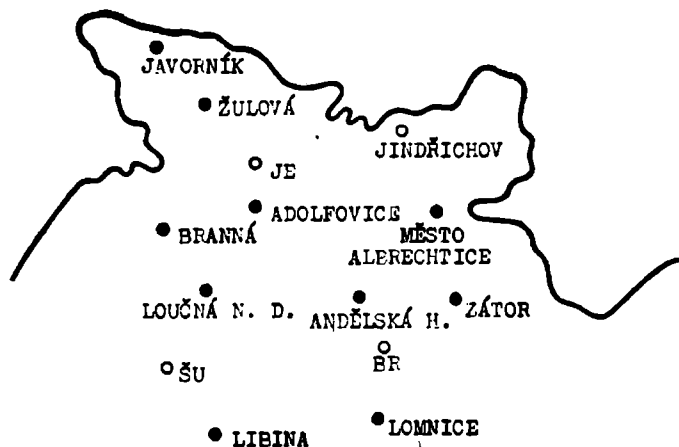 JAVORNÍK
ŽULOVÁ
JINDŘICHOV
JE
ADOLFOVICE
BRANNÁ
MĚSTO
ALBRECHTICE
LOUČNÁ N. D.
ANDĚLSKÁ H.
ZÁTOR
BR
ŠU
LOMNICE
LIBINA